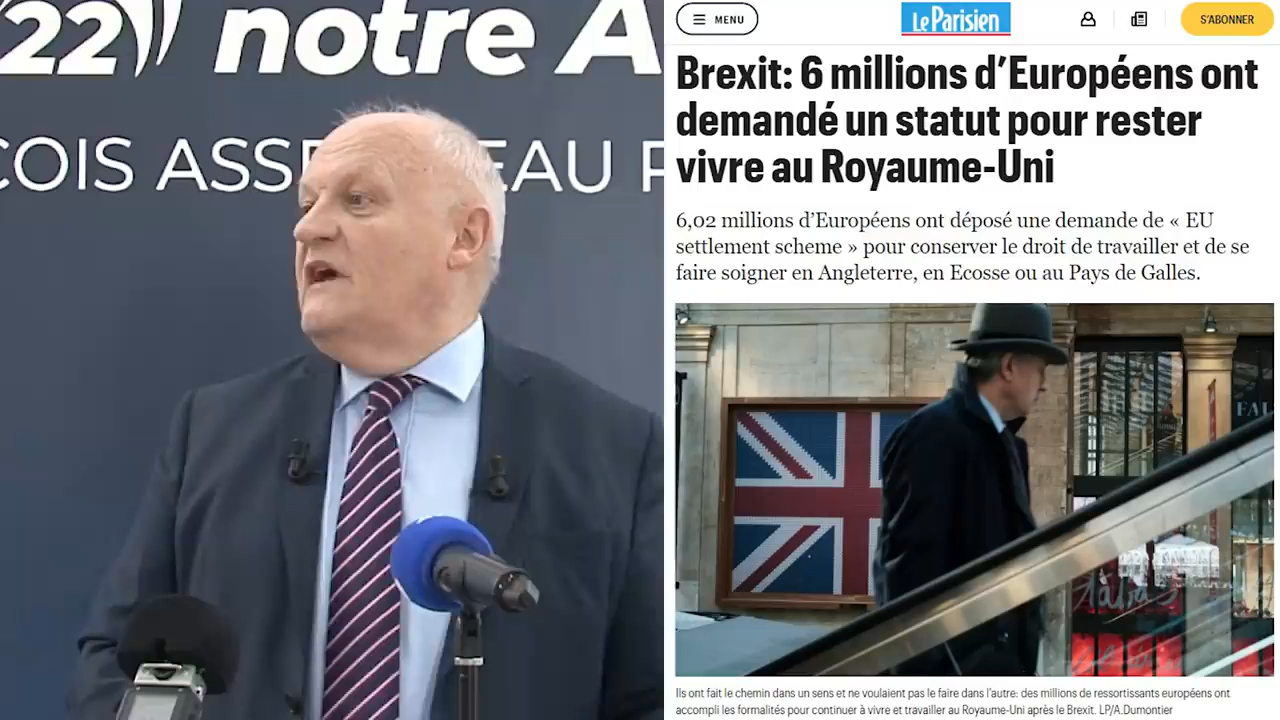 22 notre A
COIS ASSE EAU P
MENU
Le Parisien
S'ABONNER
Brexit: 6 millions d'Européens ont
demandé un statut pour rester
vivre au Royaume-Uni
6,02 millions d'Européens ont déposé une demande de « EU
settlement scheme » pour conserver le droit de travailler et de se
faire soigner en Angleterre, en Ecosse ou au Pays de Galles.
FAU
Ils ont fait le chemin dans un sens et ne voulaient pas le faire dans l'autre: des millions de ressortissants européens ont
accompli les formalités pour continuer à vivre et travailler au Royaume-Uni après le Brexit. LP/A.Dumontier